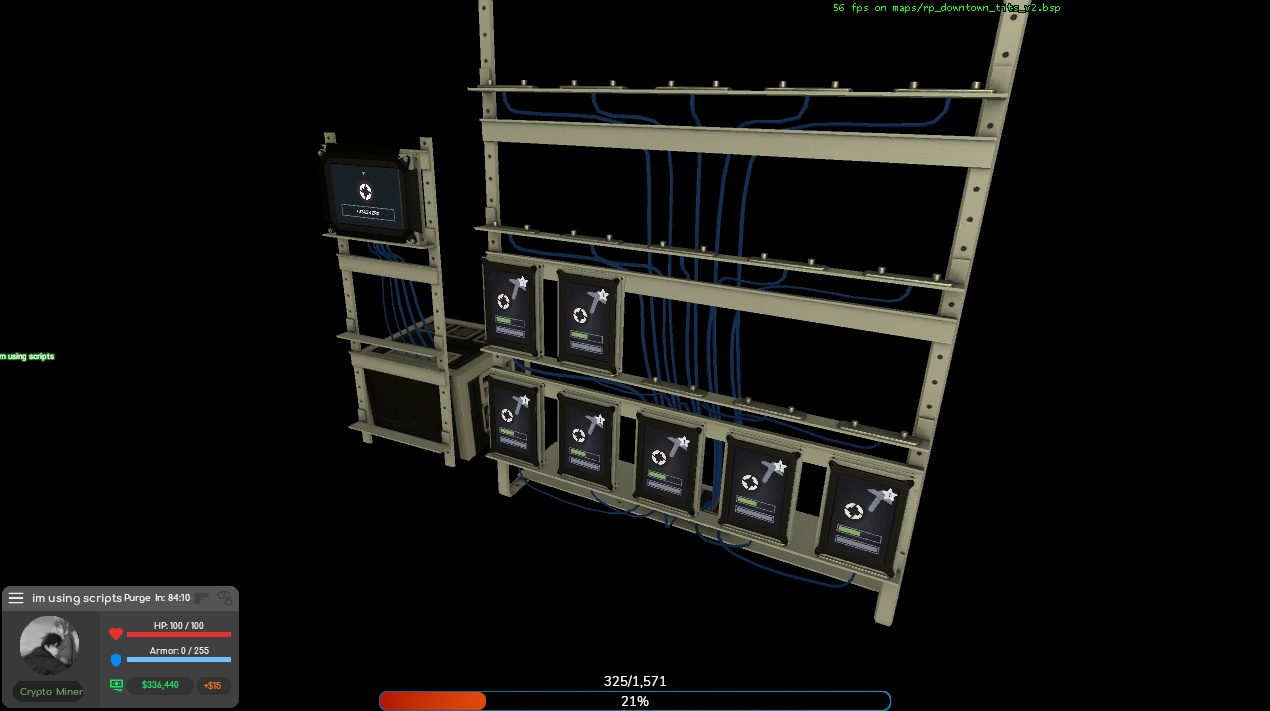 56 fps on maps/rp_downtown_tits_v2.bsp
m using scripts
im using scripts Purge In: 84:10
HP: 100 / 100
Armor: 0 / 255
$336,440 +$15
Crypto Miner
325/1,571
21%